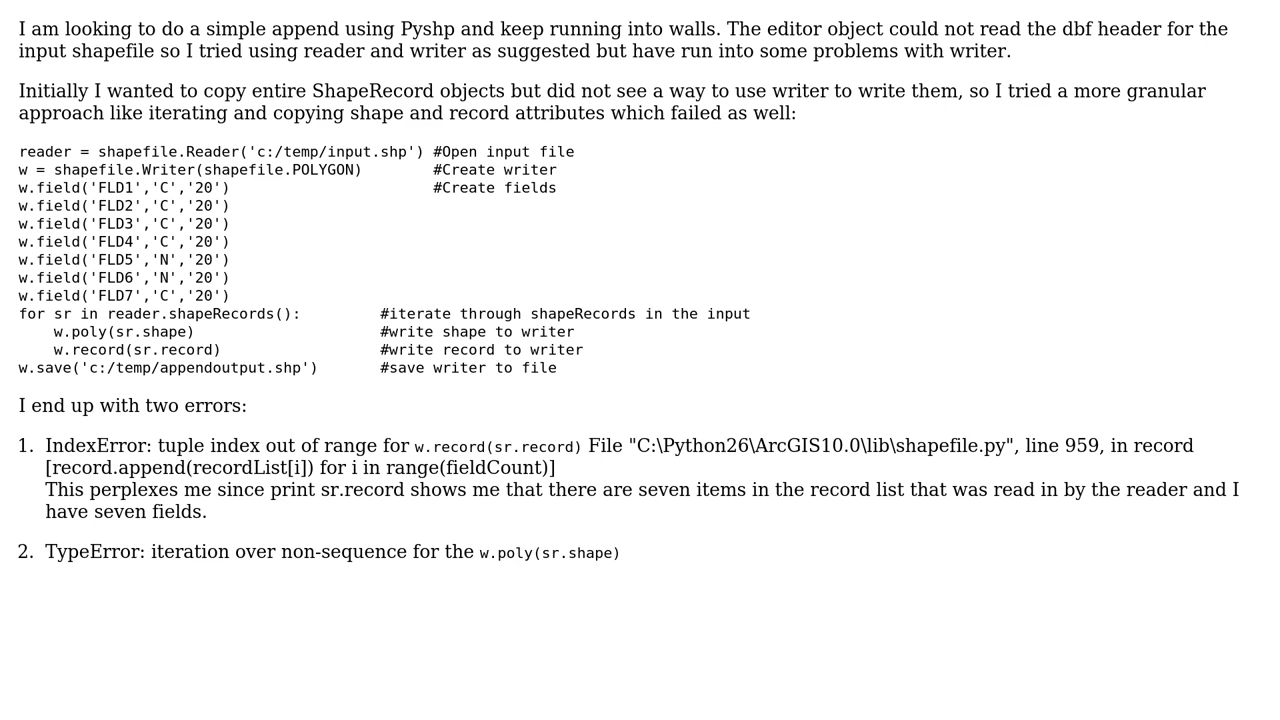 I am looking to do a simple append using Pyshp and keep running into walls. The editor object could not read the dbf header for the
input shapefile so I tried using reader and writer as suggested but have run into some problems with writer.
Initially I wanted to copy entire ShapeRecord objects but did not see a way to use writer to write them, so I tried a more granular
approach like iterating and copying shape and record attributes which failed as well:
reader = shapefile.Reader('c:/temp/input.shp') #Open input file
w = shapefile.Writer(shapefile.POLYGON)        #Create writer
w.field('FLD1','C','20')                       #Create fields
w.field('FLD2','C','20')
w.field('FLD3','C','20')
w.field('FLD4','C','20')
w.field('FLD5','N','20')
w.field('FLD6','N','20')
w.field('FLD7','C','20')
for sr in reader.shapeRecords():         #iterate through shapeRecords in the input
    w.poly(sr.shape)                     #write shape to writer
    w.record(sr.record)                  #write record to writer
w.save('c:/temp/appendoutput.shp')       #save writer to file
I end up with two errors:
1. IndexError: tuple index out of range for w.record(sr.record) File "C:\Python26\ArcGIS10.0\lib\shapefile.py", line 959, in record
[record.append(recordList[i]) for i in range(fieldCount)]
This perplexes me since print sr.record shows me that there are seven items in the record list that was read in by the reader and I
have seven fields.
2. TypeError: iteration over non-sequence for the w.poly(sr.shape)